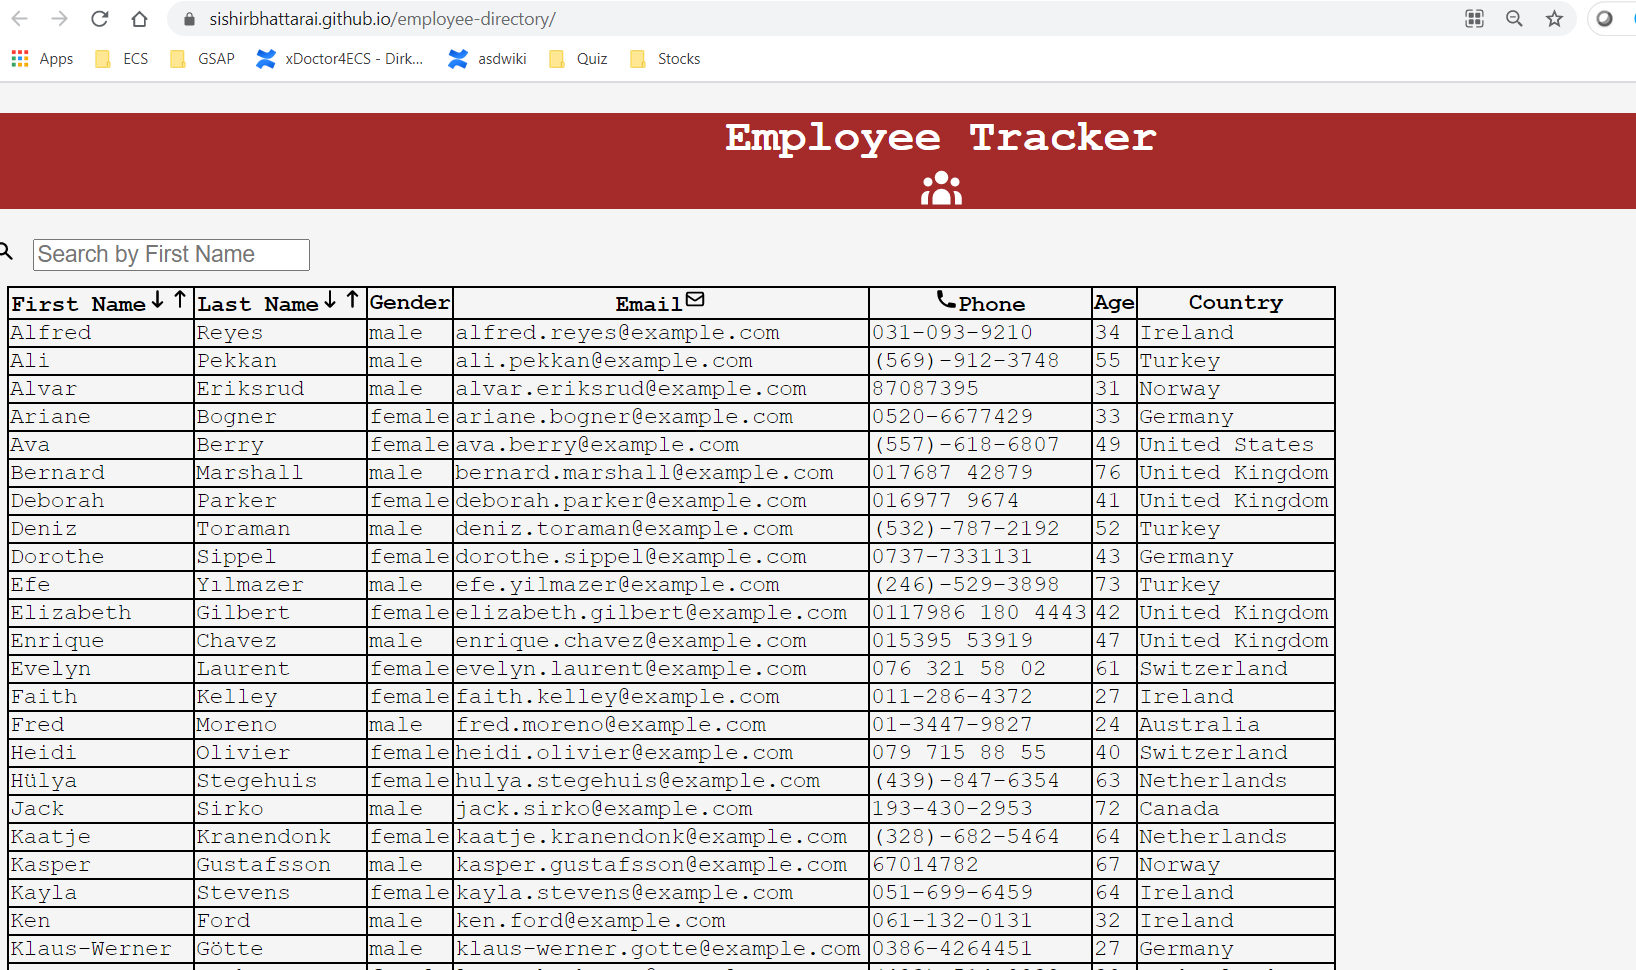 sishirbhattarai.github.io/employee-directory/
Apps ECS GSAP xDoctor4ECS - Dirk... asdwiki Quiz Stocks
Employee Tracker
Search by First Name
First Name Last Name Gender Email Phone Age Country
Alfred Reyes male alfred.reyes@example.com 031-093-9210 34 Ireland
Ali Pekkan male ali.pekkan@example.com (569)-912-3748 55 Turkey
Alvar Eriksrud male alvar.eriksrud@example.com 87087395 31 Norway
Ariane Bogner female ariane.bogner@example.com 0520-6677429 33 Germany
Ava Berry female ava.berry@example.com (557)-618-6807 49 United States
Bernard Marshall male bernard.marshall@example.com 017687 42879 76 United Kingdom
Deborah Parker female deborah.parker@example.com 016977 9674 41 United Kingdom
Deniz Toraman male deniz.toraman@example.com (532)-787-2192 52 Turkey
Dorothe Sippel female dorothe.sippel@example.com 0737-7331131 43 Germany
Efe Yılmazer male efe.yilmazer@example.com (246)-529-3898 73 Turkey
Elizabeth Gilbert female elizabeth.gilbert@example.com 0117986 180 4443 42 United Kingdom
Enrique Chavez male enrique.chavez@example.com 015395 53919 47 United Kingdom
Evelyn Laurent female evelyn.laurent@example.com 076 321 58 02 61 Switzerland
Faith Kelley female faith.kelley@example.com 011-286-4372 27 Ireland
Fred Moreno male fred.moreno@example.com 01-3447-9827 24 Australia
Heidi Olivier female heidi.olivier@example.com 079 715 88 55 40 Switzerland
Hülya Stegehuis female hulya.stegehuis@example.com (439)-847-6354 63 Netherlands
Jack Sirko male jack.sirko@example.com 193-430-2953 72 Canada
Kaatje Kranendonk female kaatje.kranendonk@example.com (328)-682-5464 64 Netherlands
Kasper Gustafsson male kasper.gustafsson@example.com 67014782 67 Norway
Kayla Stevens female kayla.stevens@example.com 051-699-6459 64 Ireland
Ken Ford male ken.ford@example.com 061-132-0131 32 Ireland
Klaus-Werner Götte male klaus-werner.gotte@example.com 0386-4264451 27 Germany